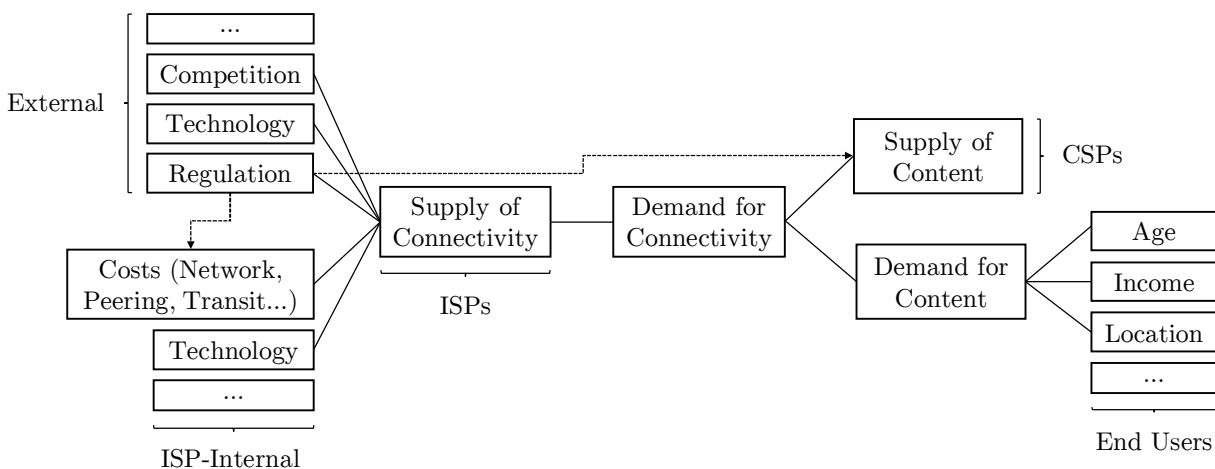 ...
Competition
External
Technology
Regulation
Supply of
Content
CSPs
Supply of
Connectivity
Demand for
Connectivity
Age
Costs (Network,
Peering, Transit...)
Demand for
Content
Income
ISPs
Location
Technology
...
...
ISP-Internal
End Users